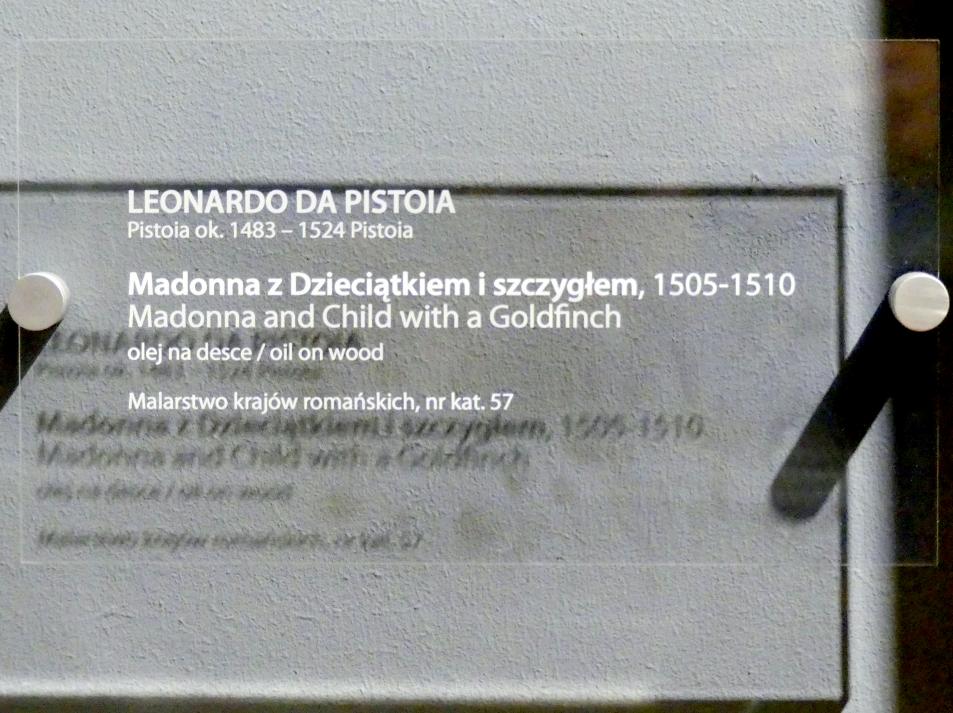 LEONARDO DA PISTOIA
Pistoia ok. 1483 – 1524 Pistoia
Madonna z Dzieciątkiem i szczygłem, 1505-1510
Madonna and Child with a Goldfinch
olej na desce / oil on wood
Malarstwo krajów romańskich, nr kat. 57